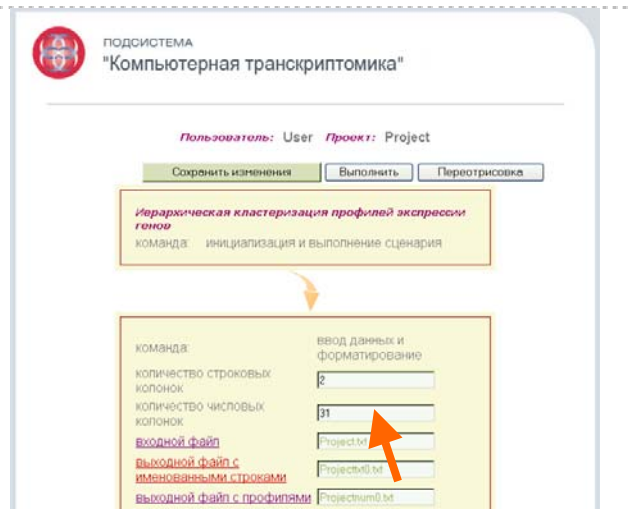 ПОДСИСТЕМА
"Компьютерная транскриптомика"
Пользователь: User Проект: Project
Сохранить изменения Выполнить Переотрисовка
Иерархическая кластеризация профилей экспрессии
генов
команда: инициализация и выполнение сценария
команда: ввод данных и
форматирование
количество строковых
колонок 2
количество числовых
колонок 31
входной файл Project.txt
выходной файл с
именованными строками Projecttxt0.txt
выходной файл с профилями Projectnum0.txt